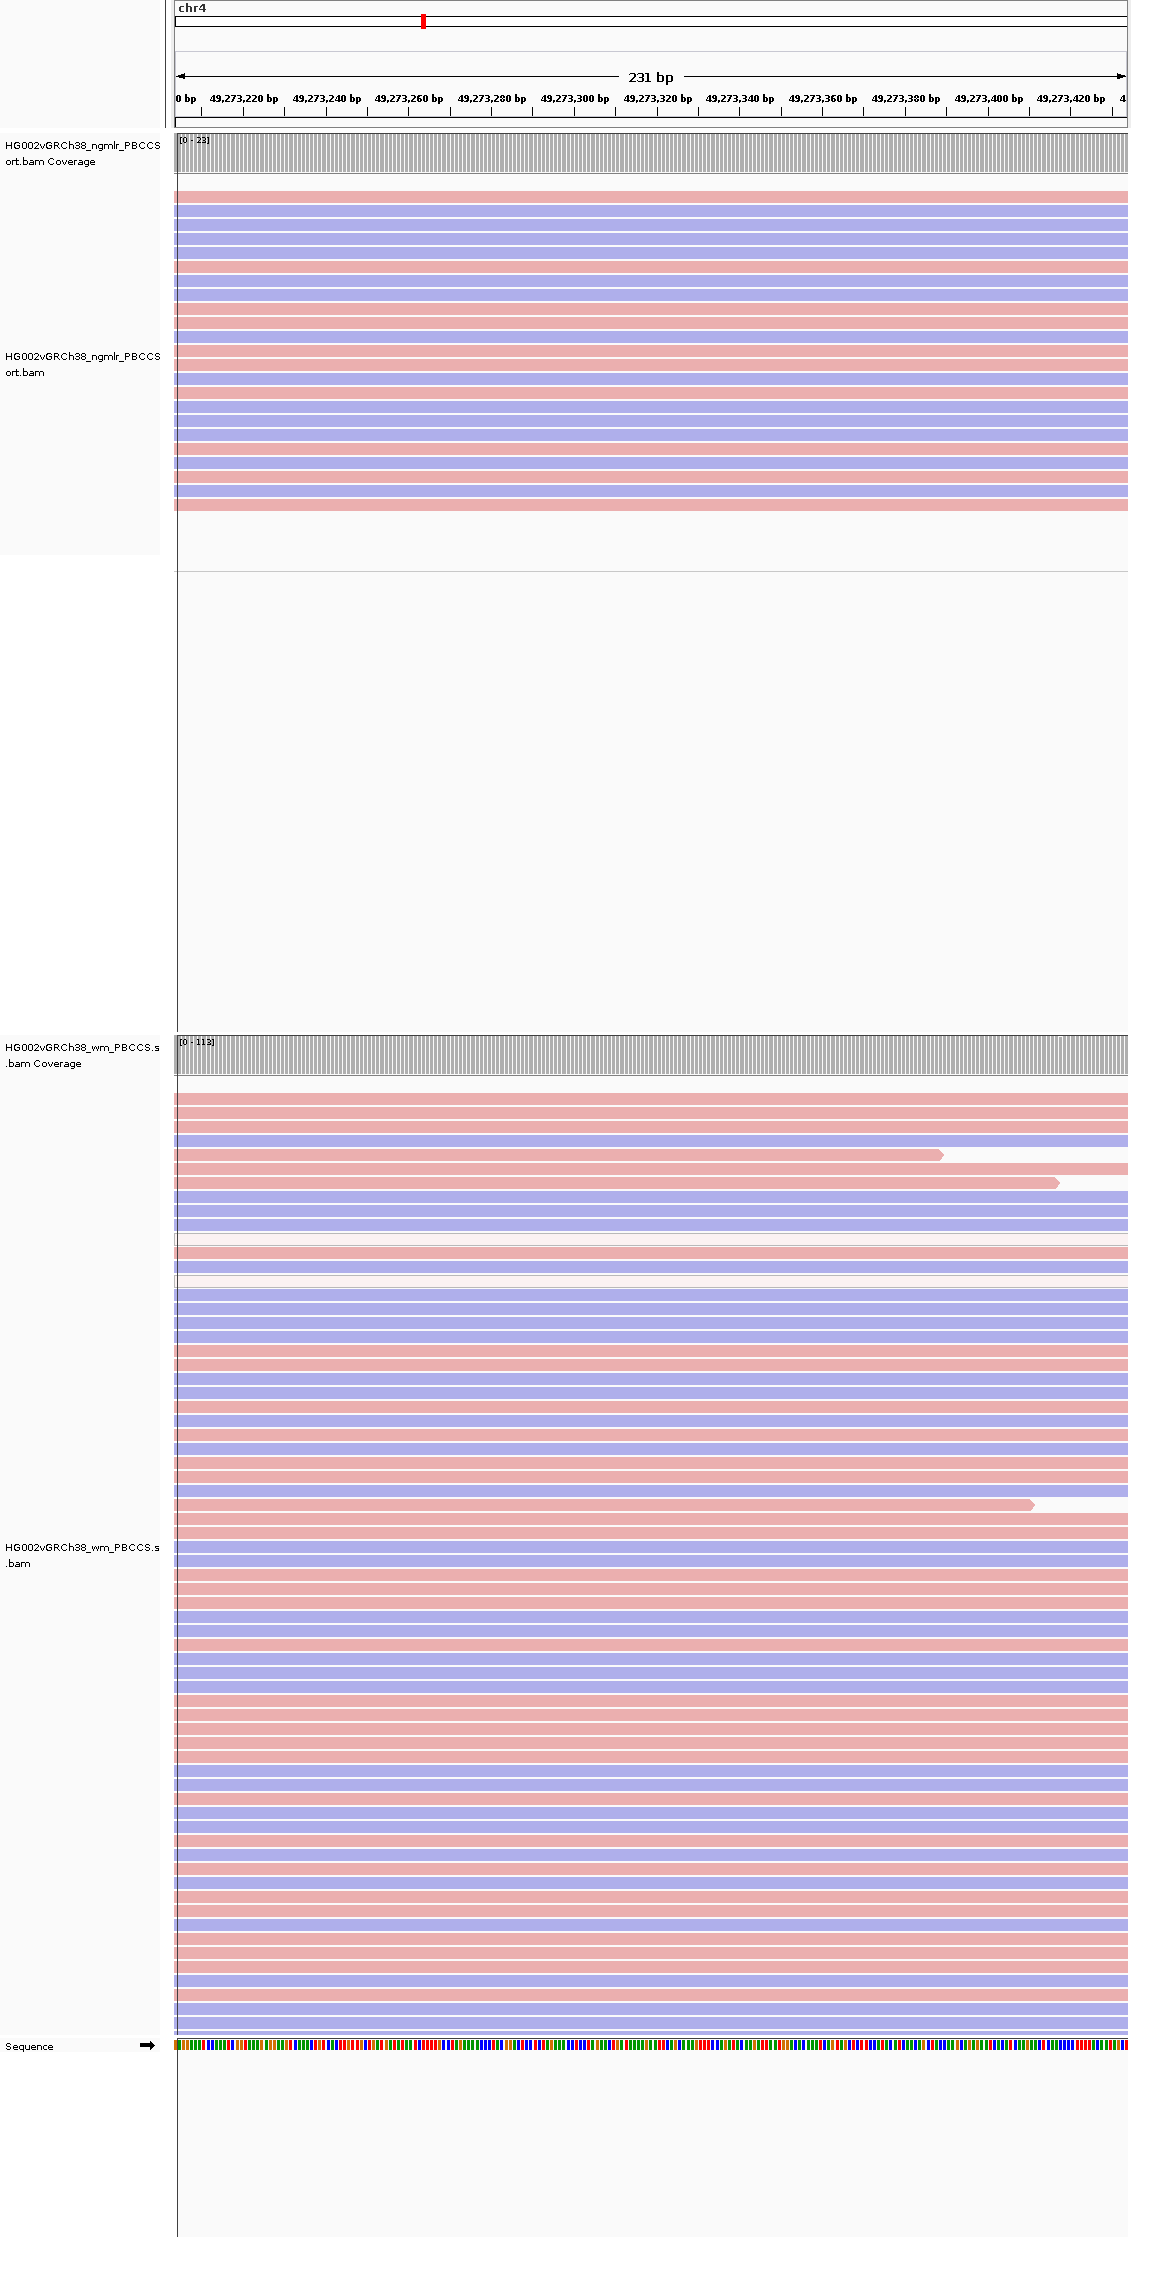 chr4
231 bp
0 bp 49,273,220 bp 49,273,240 bp 49,273,260 bp 49,273,280 bp 49,273,300 bp 49,273,320 bp 49,273,340 bp 49,273,360 bp 49,273,380 bp 49,273,400 bp 49,273,420 bp 4
HG002vGRCh38_ngmlr_PBCCS
ort.bam Coverage
[0 - 23]
HG002vGRCh38_ngmlr_PBCCS
ort.bam
HG002vGRCh38_wm_PBCCS.s
.bam Coverage
[0 - 113]
HG002vGRCh38_wm_PBCCS.s
.bam
Sequence